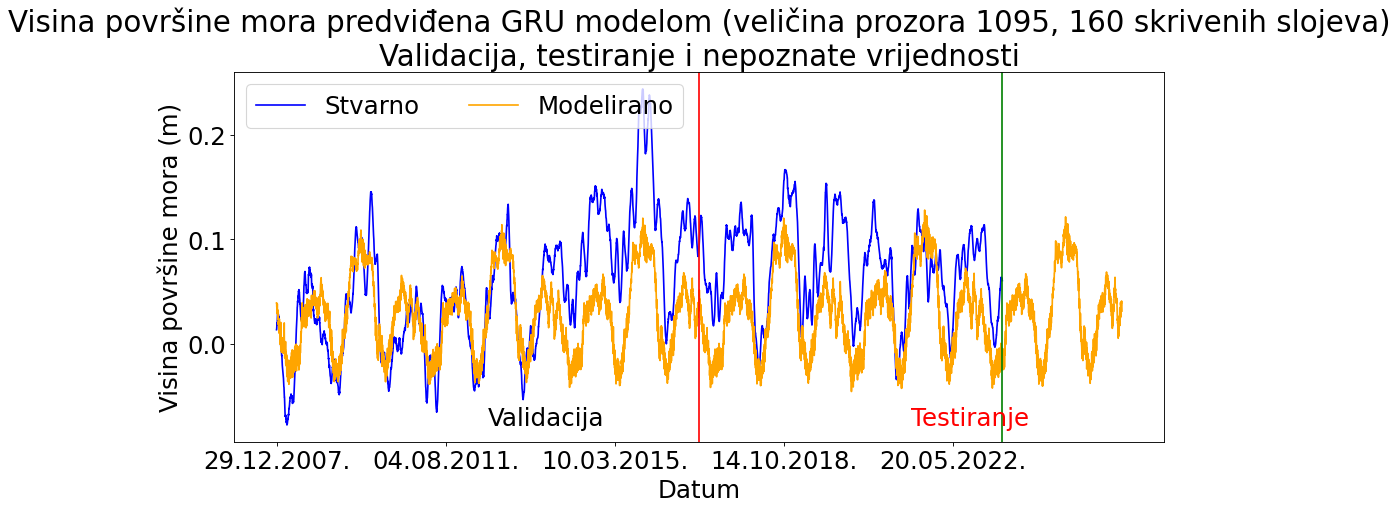 Visina površine mora predviđena GRU modelom (veličina prozora 1095, 160 skrivenih slojeva)
Validacija, testiranje i nepoznate vrijednosti
Stvarno
Modelirano
Visina površine mora (m)
0.2
0.1
0.0
Validacija
Testiranje
29.12.2007.
04.08.2011.
10.03.2015.
14.10.2018.
20.05.2022.
Datum